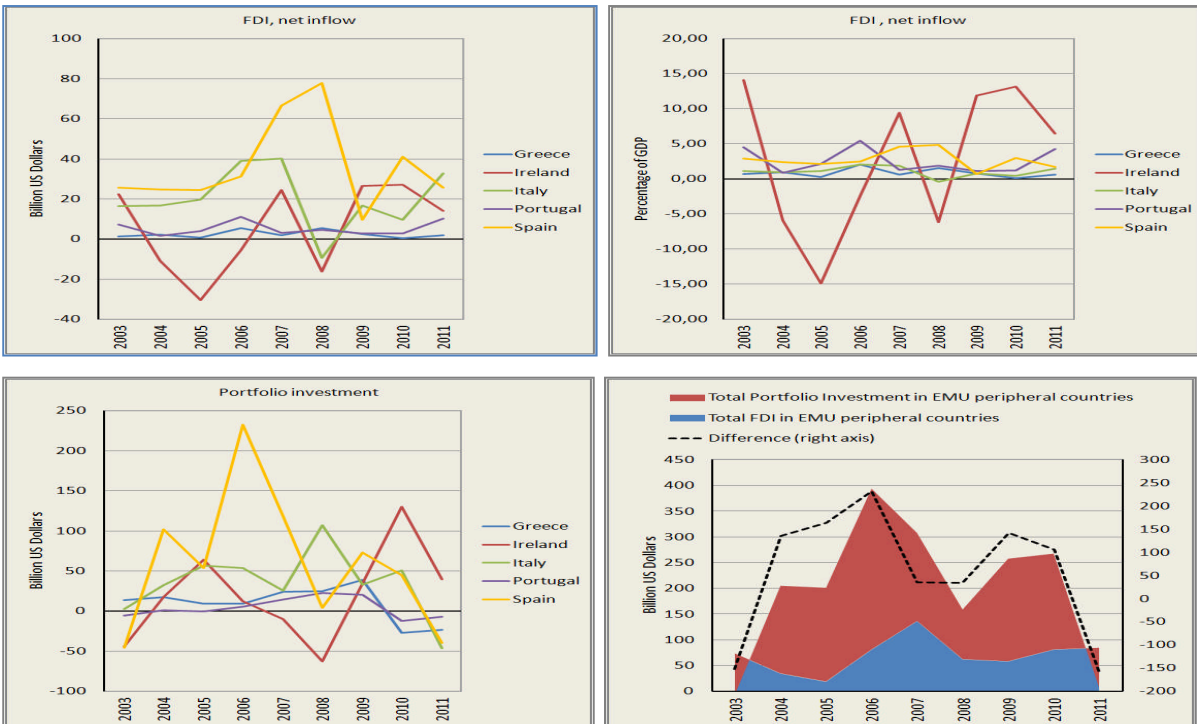 FDI, net inflow
Billion US Dollars
100
80
60
40
20
0
-20
-40
2003 2004 2005 2006 2007 2008 2009 2010 2011
Greece
Ireland
Italy
Portugal
Spain
FDI , net inflow
Percentage of GDP
20,00
15,00
10,00
5,00
0,00
-5,00
-10,00
-15,00
-20,00
2003 2004 2005 2006 2007 2008 2009 2010 2011
Greece
Ireland
Italy
Portugal
Spain
Portfolio investment
Billion US Dollars
250
200
150
100
50
0
-50
-100
2003 2004 2005 2006 2007 2008 2009 2010 2011
Greece
Ireland
Italy
Portugal
Spain
Total Portfolio Investment in EMU peripheral countries
Total FDI in EMU peripheral countries
Difference (right axis)
Billion US Dollars
450
400
350
300
250
200
150
100
50
0
300
250
200
150
100
50
0
-50
-100
-150
-200
2003 2004 2005 2006 2007 2008 2009 2010 2011